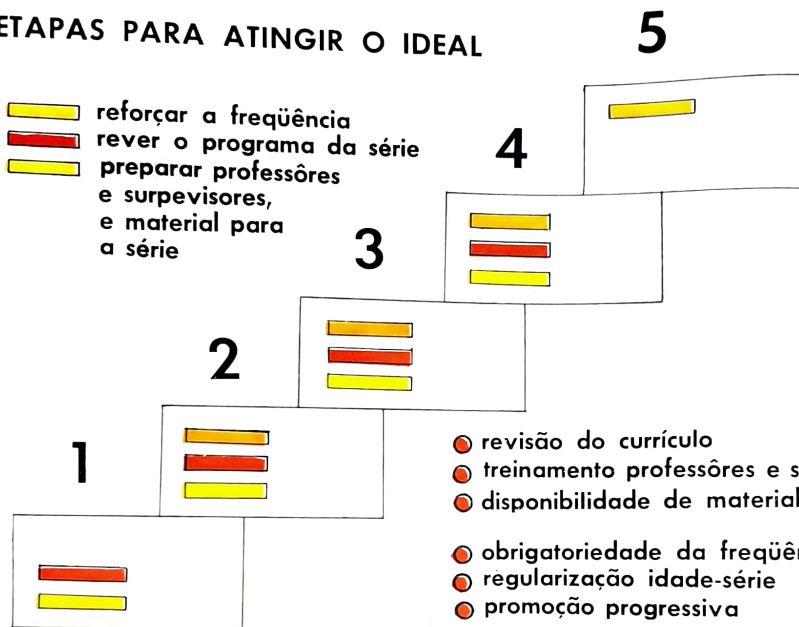 ETAPAS PARA ATINGIR O IDEAL
5
reforçar a freqüência
rever o programa da série
preparar professôres
e surpevisores,
e material para
a série
4
3
2
1
revisão do currículo
treinamento professôres e s
disponibilidade de material
obrigatoriedade da freqüên
regularização idade-série
promoção progressiva